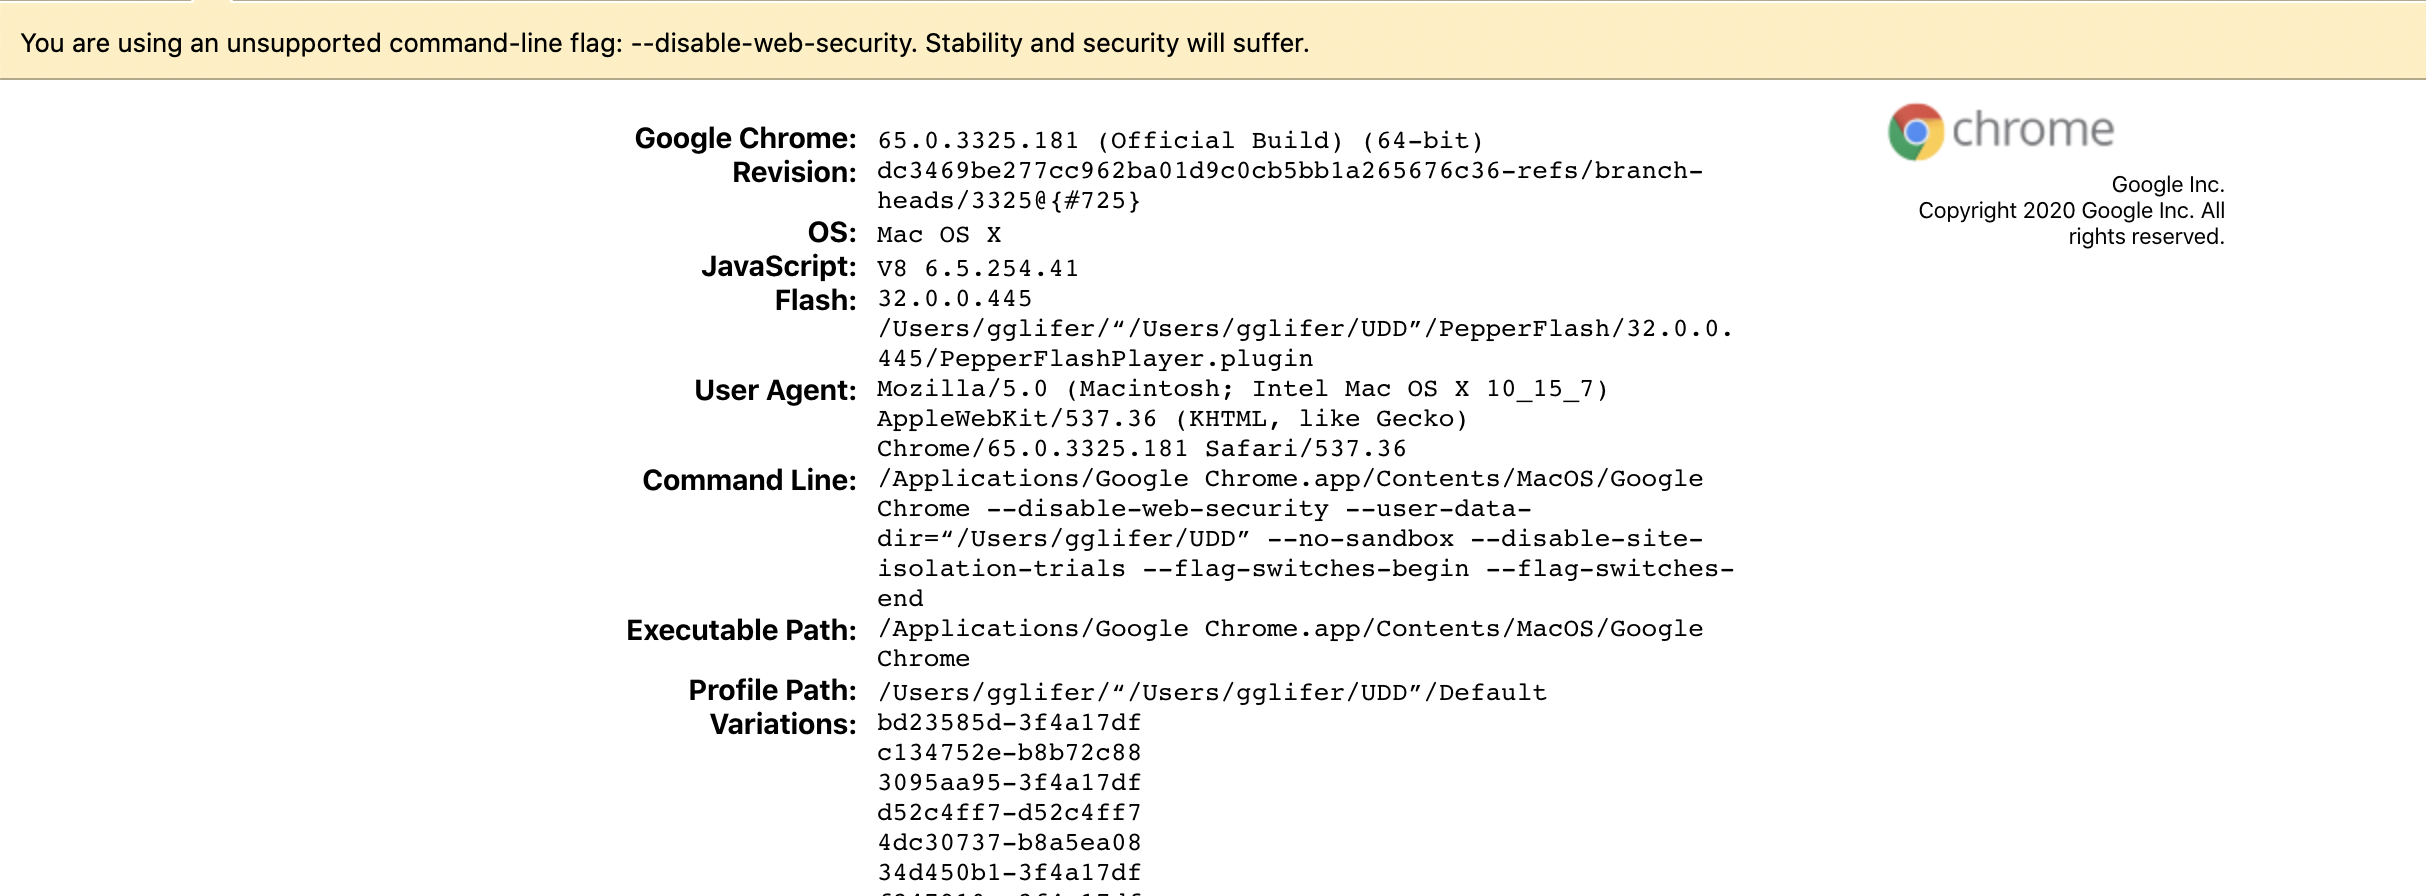 You are using an unsupported command-line flag: --disable-web-security. Stability and security will suffer.
chrome
Google Inc.
Copyright 2020 Google Inc. All
rights reserved.
Google Chrome: 65.0.3325.181 (Official Build) (64-bit)
Revision: dc3469be277cc962ba01d9c0cb5bb1a265676c36-refs/branch-
heads/3325@{#725}
OS: Mac OS X
JavaScript: V8 6.5.254.41
Flash: 32.0.0.445
/Users/gglifer/“/Users/gglifer/UDD”/PepperFlash/32.0.0.
445/PepperFlashPlayer.plugin
User Agent: Mozilla/5.0 (Macintosh; Intel Mac OS X 10_15_7)
AppleWebKit/537.36 (KHTML, like Gecko)
Chrome/65.0.3325.181 Safari/537.36
Command Line: /Applications/Google Chrome.app/Contents/MacOS/Google
Chrome --disable-web-security --user-data-
dir=“/Users/gglifer/UDD” --no-sandbox --disable-site-
isolation-trials --flag-switches-begin --flag-switches-
end
Executable Path: /Applications/Google Chrome.app/Contents/MacOS/Google
Chrome
Profile Path: /Users/gglifer/“/Users/gglifer/UDD”/Default
Variations: bd23585d-3f4a17df
c134752e-b8b72c88
3095aa95-3f4a17df
d52c4ff7-d52c4ff7
4dc30737-b8a5ea08
34d450b1-3f4a17df